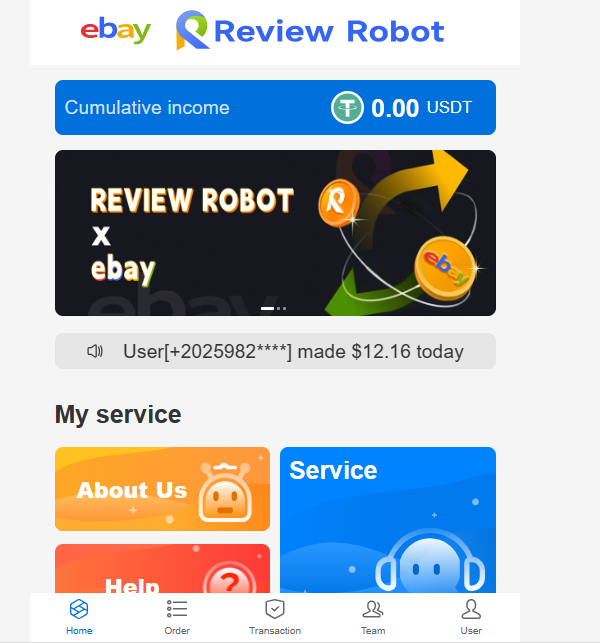 ebay Review Robot
Cumulative income 0.00 USDT
REVIEW ROBOT
X
ebay
ebay
ebay
User[+2025982****] made $12.16 today
My service
About Us
Service
Help
Home Order Transaction Team User